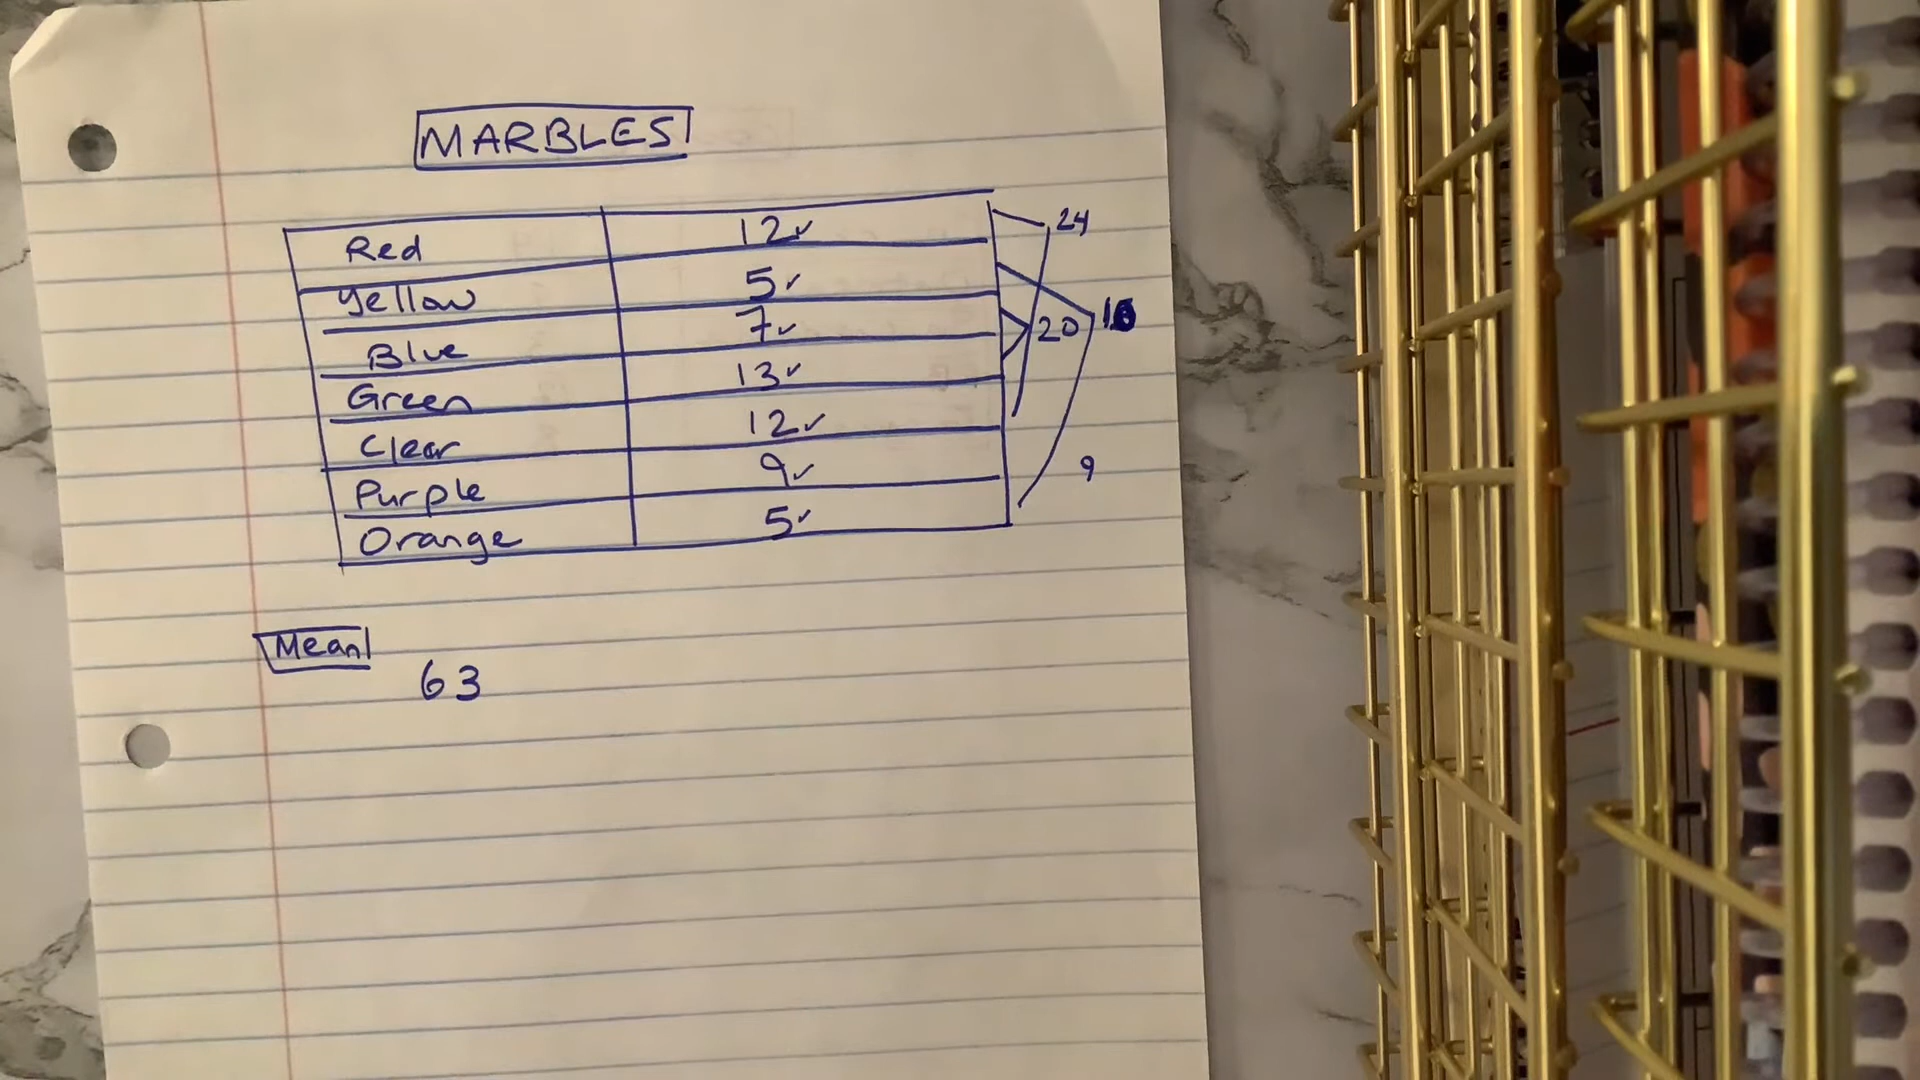 MARBLES
Red 12✓ 24
Yellow 5✓
Blue 7✓ 20 10
Green 13✓
Clear 12✓
Purple 9✓ 9
Orange 5✓
Mean
63